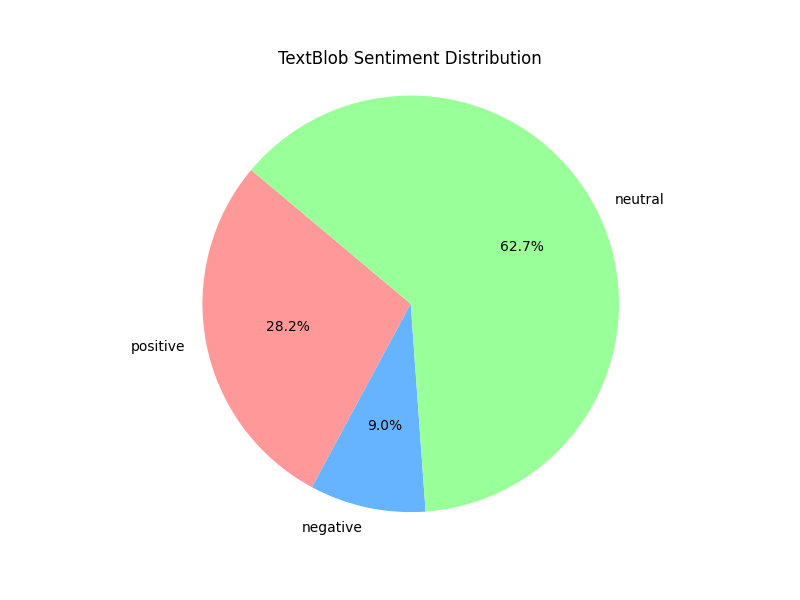 TextBlob Sentiment Distribution
neutral
62.7%
28.2%
positive
9.0%
negative